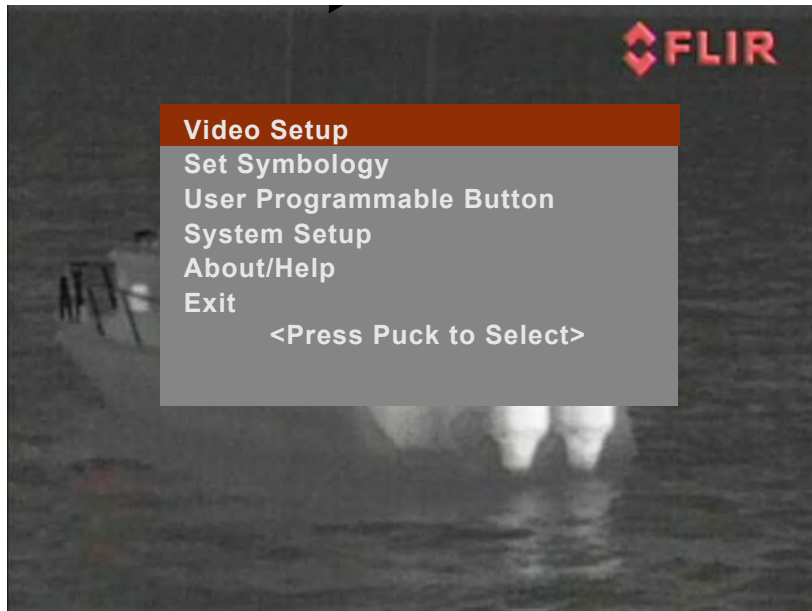 FLIR
Video Setup
Set Symbology
User Programmable Button
System Setup
About/Help
Exit
<Press Puck to Select>